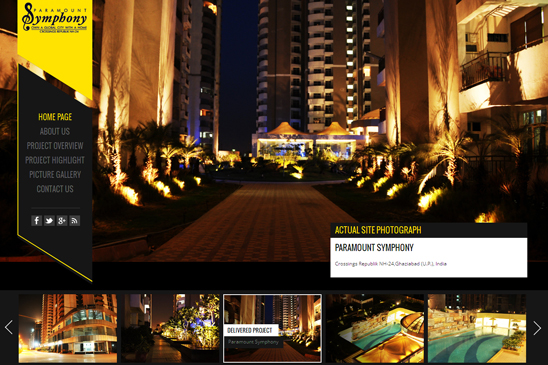 PARAMOUNT
Symphony
OWN A GLOBAL CITY WITH A HOME
CROSSINGS REPUBLIK NH-24
HOME PAGE
ABOUT US
PROJECT OVERVIEW
PROJECT HIGHLIGHT
PICTURE GALLERY
CONTACT US
ACTUAL SITE PHOTOGRAPH
PARAMOUNT SYMPHONY
Crossings Republik NH-24,Ghaziabad (U.P.), India
DELIVERED PROJECT
Paramount Symphony